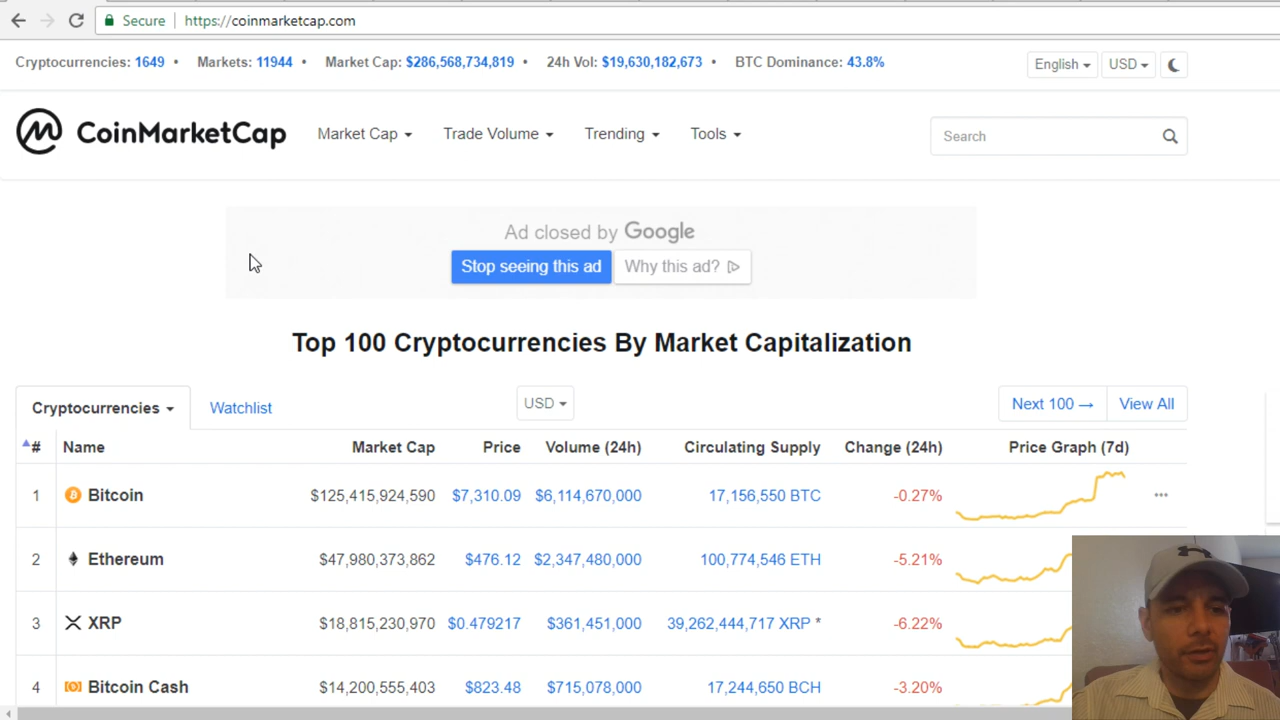 Secure https://coinmarketcap.com
Cryptocurrencies: 1649 • Markets: 11944 • Market Cap: $286,568,734,819 • 24h Vol: $19,630,182,673 • BTC Dominance: 43.8% English USD
CoinMarketCap Market Cap Trade Volume Trending Tools Search
Ad closed by Google
Stop seeing this ad Why this ad?
Top 100 Cryptocurrencies By Market Capitalization
Cryptocurrencies Watchlist USD Next 100 → View All
# Name Market Cap Price Volume (24h) Circulating Supply Change (24h) Price Graph (7d)
1 Bitcoin $125,415,924,590 $7,310.09 $6,114,670,000 17,156,550 BTC -0.27%
2 Ethereum $47,980,373,862 $476.12 $2,347,480,000 100,774,546 ETH -5.21%
3 XRP $18,815,230,970 $0.479217 $361,451,000 39,262,444,717 XRP * -6.22%
4 Bitcoin Cash $14,200,555,403 $823.48 $715,078,000 17,244,650 BCH -3.20%